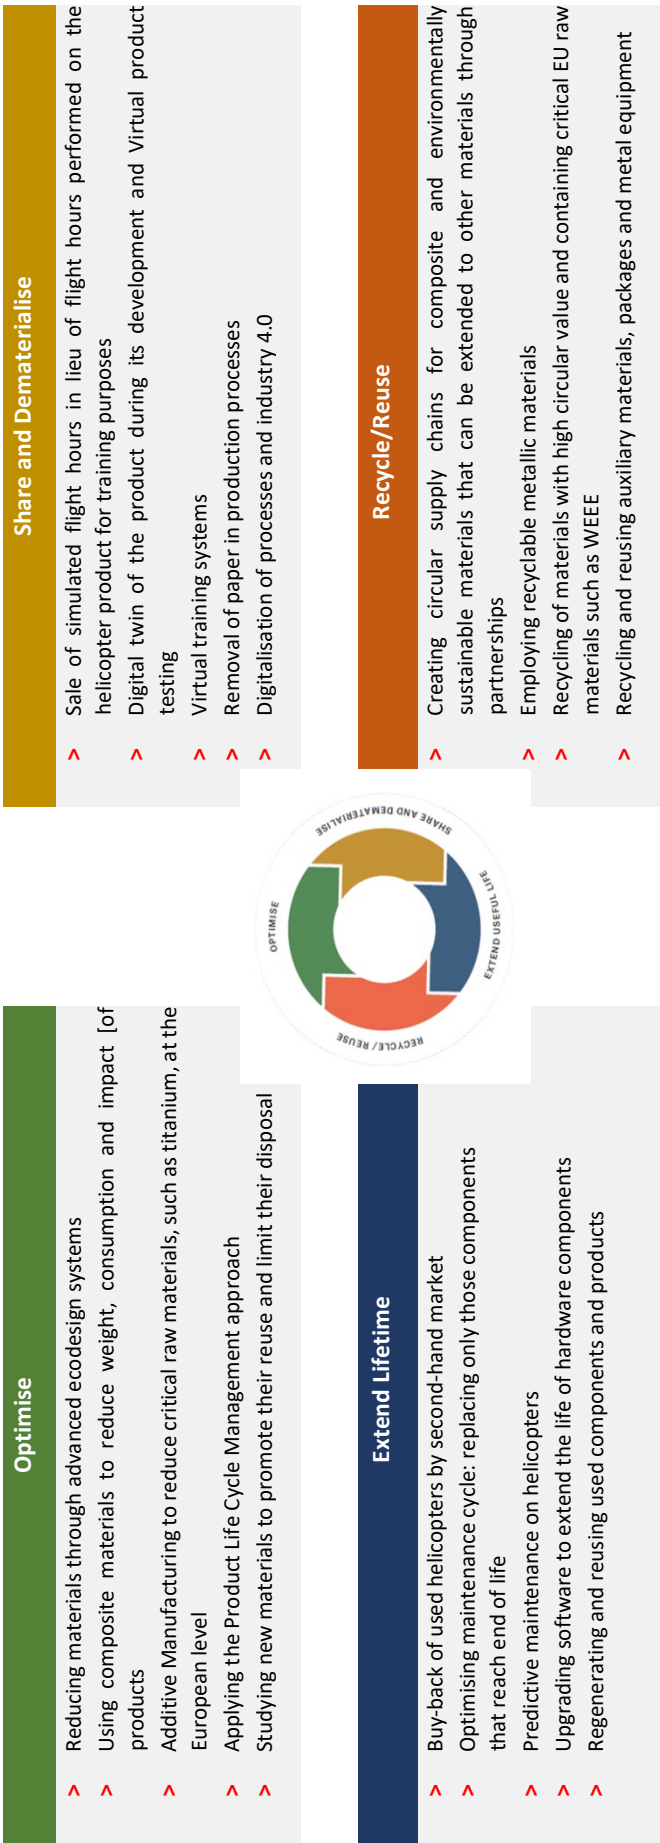 Optimise
Reducing materials through advanced ecodesign systems
Using composite materials to reduce weight, consumption and impact [of
products
Additive Manufacturing to reduce critical raw materials, such as titanium, at the
European level
Applying the Product Life Cycle Management approach
Studying new materials to promote their reuse and limit their disposal
Share and Dematerialise
Sale of simulated flight hours in lieu of flight hours performed on the
helicopter product for training purposes
Digital twin of the product during its development and Virtual product
testing
Virtual training systems
Removal of paper in production processes
Digitalisation of processes and industry 4.0
OPTIMISE
SHARE AND DEMATERIALISE
EXTEND USEFUL LIFE
RECYCLE / REUSE
Extend Lifetime
Buy-back of used helicopters by second-hand market
Optimising maintenance cycle: replacing only those components
that reach end of life
Predictive maintenance on helicopters
Upgrading software to extend the life of hardware components
Regenerating and reusing used components and products
Recycle/Reuse
Creating circular supply chains for composite and environmentally
sustainable materials that can be extended to other materials through
partnerships
Employing recyclable metallic materials
Recycling of materials with high circular value and containing critical EU raw
materials such as WEEE
Recycling and reusing auxiliary materials, packages and metal equipment